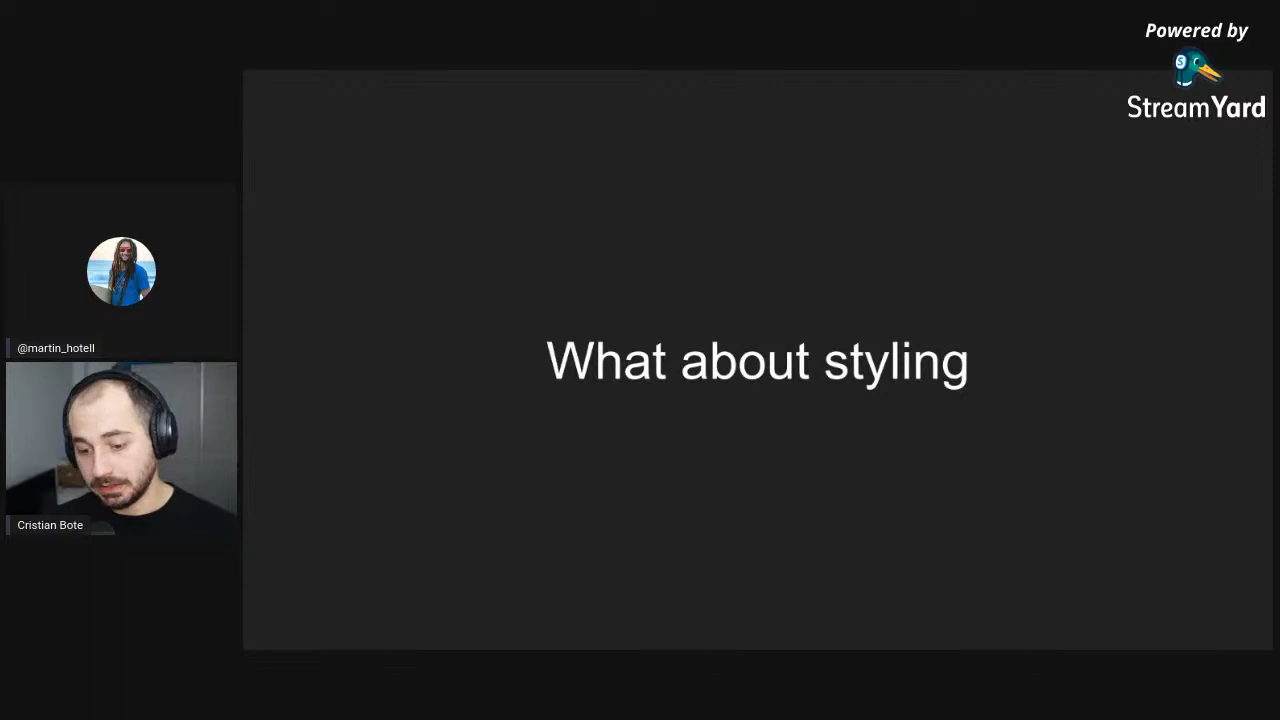 Powered by
StreamYard
@martin_hotell
What about styling
Cristian Bote